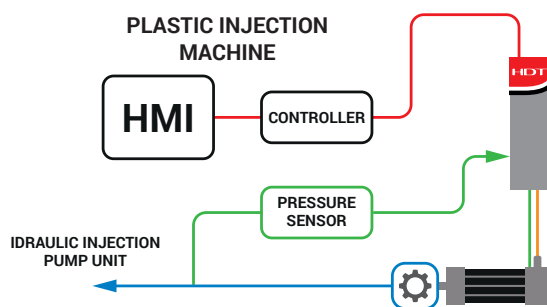 PLASTIC INJECTION
MACHINE
HMI
CONTROLLER
HDT
PRESSURE
SENSOR
IDRAULIC INJECTION
PUMP UNIT